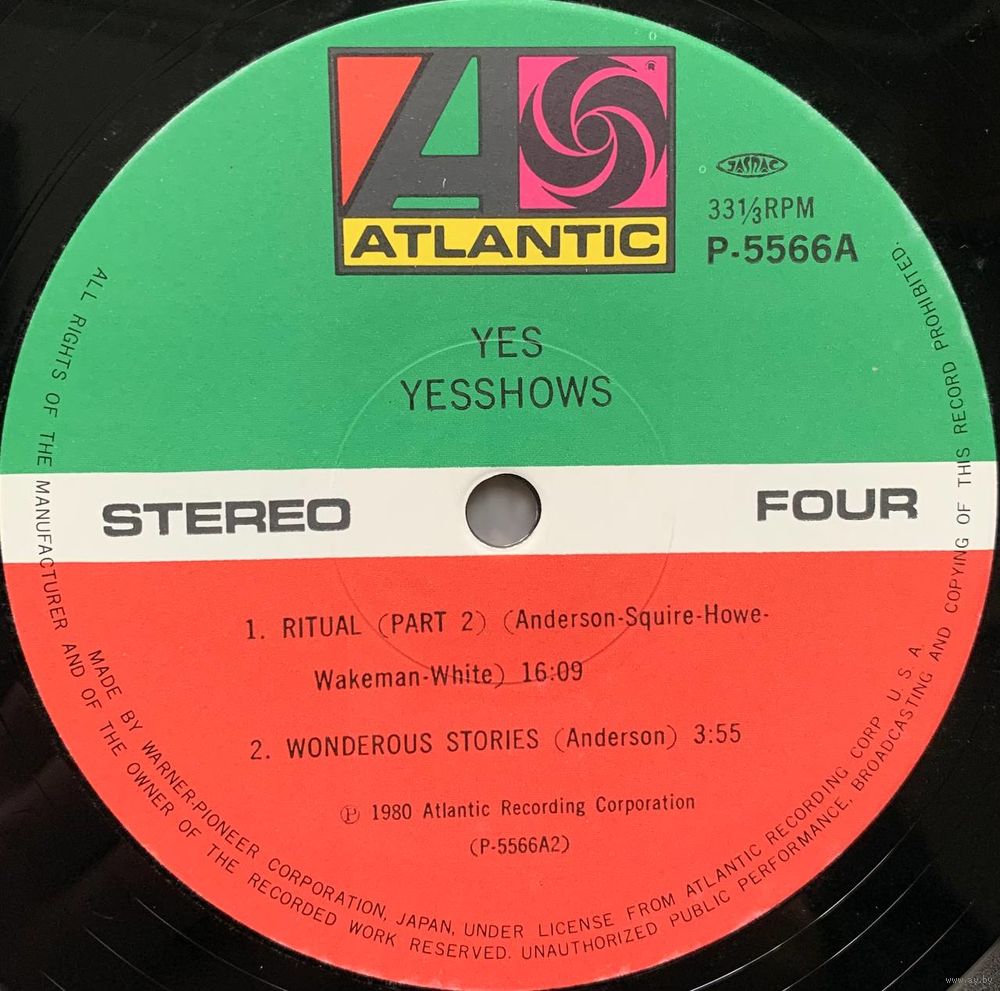 JASRAC
33⅓RPM
P-5566A
ATLANTIC
®
YES
YESSHOWS
STEREO
FOUR
1. RITUAL (PART 2) (Anderson-Squire-Howe-
Wakeman-White) 16:09
2. WONDEROUS STORIES (Anderson) 3:55
Ⓟ 1980 Atlantic Recording Corporation
(P-5566A2)
MADE BY WARNER-PIONEER CORPORATION, JAPAN, UNDER LICENSE FROM ATLANTIC RECORDING CORP U S A
ALL RIGHTS OF THE MANUFACTURER AND OF THE OWNER OF THE RECORDED WORK RESERVED. UNAUTHORIZED PUBLIC PERFORMANCE, BROADCASTING AND COPYING OF THIS RECORD PROHIBITED.
www.ay.by